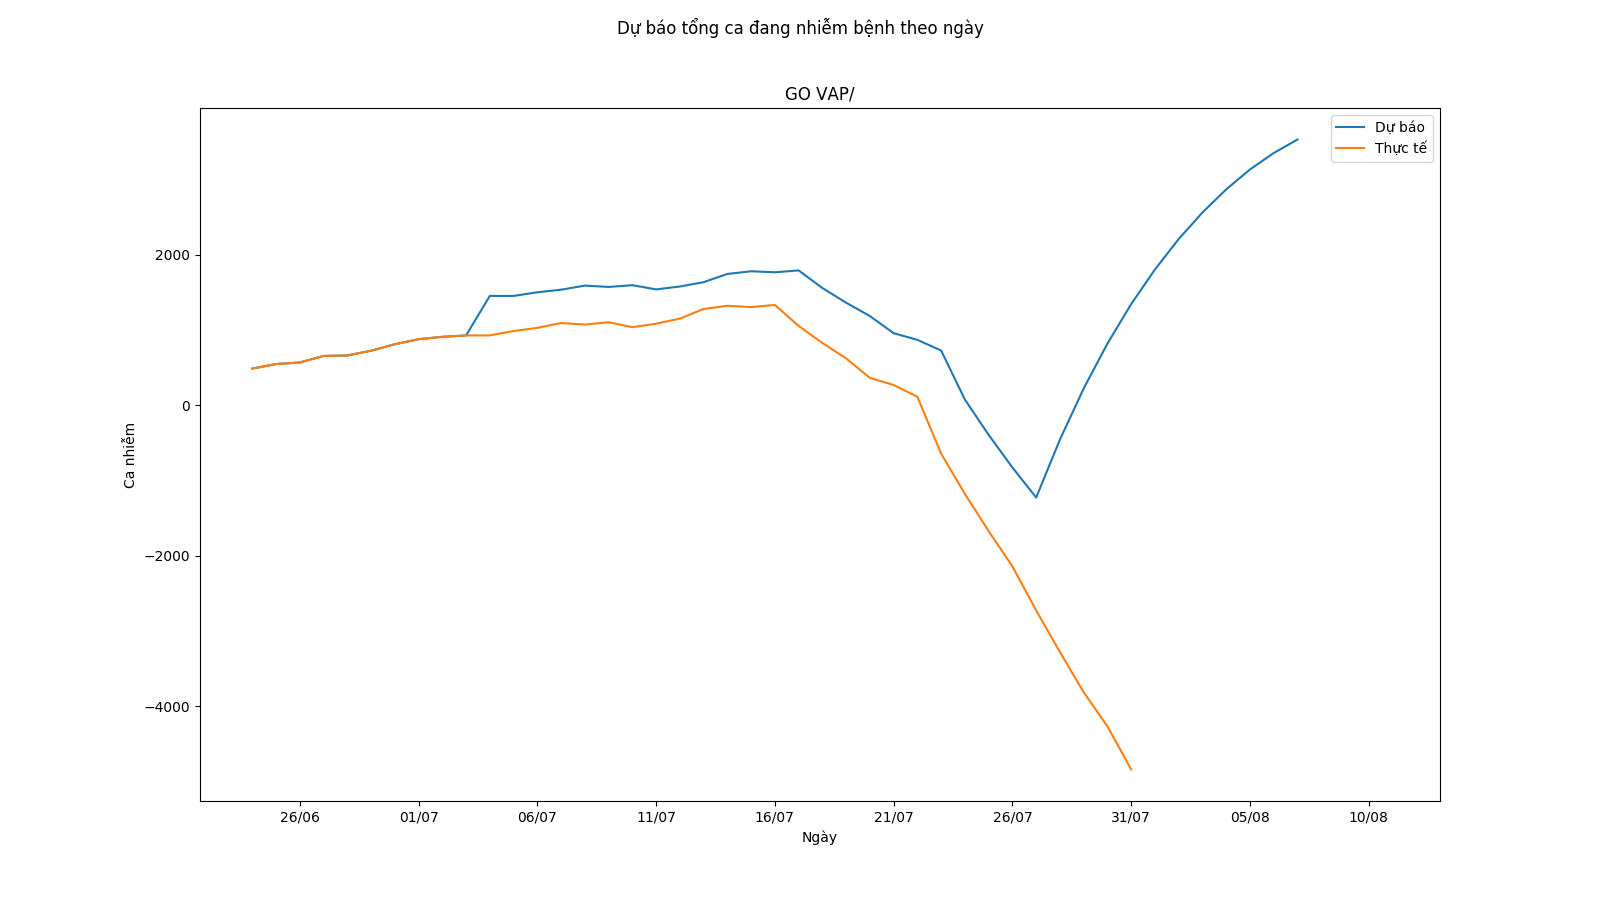 Dự báo tổng ca đang nhiễm bệnh theo ngày
GO VAP/
Dự báo
Thực tế
2000
0
−2000
−4000
Ca nhiễm
26/06 01/07 06/07 11/07 16/07 21/07 26/07 31/07 05/08 10/08
Ngày